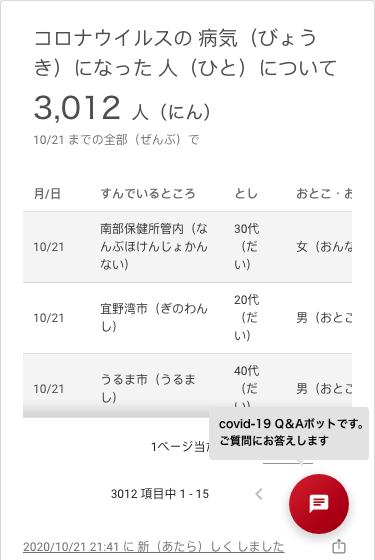 コロナウイルスの 病気（びょう
き）になった 人（ひと）について
3,012 人（にん）
10/21 までの全部（ぜんぶ）で
月/日 すんでいるところ とし おとこ・お
10/21 南部保健所管内（な 30代 女（おんな
んぶほけんじょかん （だ
ない） い）
10/21 宜野湾市（ぎのわん 20代 男（おとこ
し） （だ
い）
10/21 うるま市（うるま 40代 男（おとこ
し） （だ
い）
1ページ当た
covid-19 Q&Aボットです。
ご質問にお答えします
3012 項目中 1 - 15
2020/10/21 21:41 に 新（あたら）しく しました